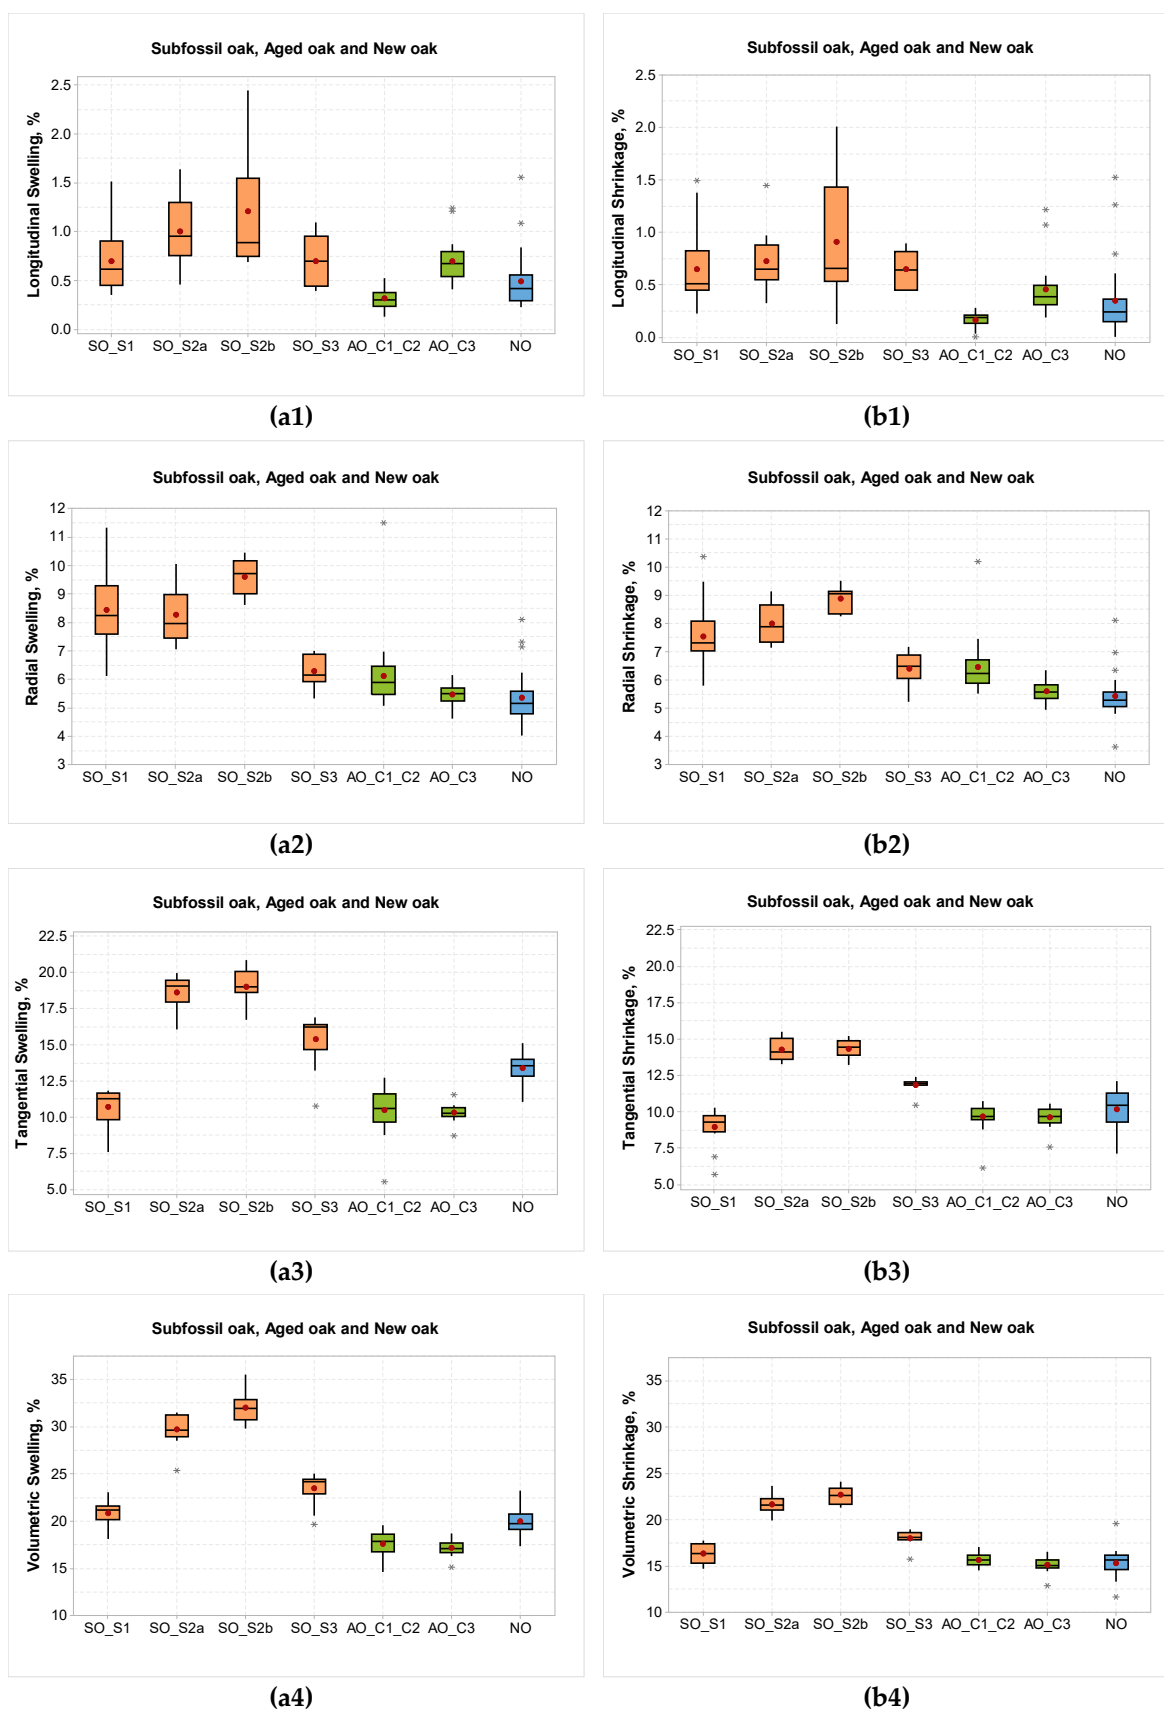 Subfossil oak, Aged oak and New oak
Longitudinal Swelling, %
2.5
2.0
1.5
1.0
0.5
0.0
SO_S1 SO_S2a SO_S2b SO_S3 AO_C1_C2 AO_C3 NO
(a1)
Subfossil oak, Aged oak and New oak
Longitudinal Shrinkage, %
2.5
2.0
1.5
1.0
0.5
0.0
SO_S1 SO_S2a SO_S2b SO_S3 AO_C1_C2 AO_C3 NO
(b1)
Subfossil oak, Aged oak and New oak
Radial Swelling, %
12
11
10
9
8
7
6
5
4
3
SO_S1 SO_S2a SO_S2b SO_S3 AO_C1_C2 AO_C3 NO
(a2)
Subfossil oak, Aged oak and New oak
Radial Shrinkage, %
12
11
10
9
8
7
6
5
4
3
SO_S1 SO_S2a SO_S2b SO_S3 AO_C1_C2 AO_C3 NO
(b2)
Subfossil oak, Aged oak and New oak
Tangential Swelling, %
22.5
20.0
17.5
15.0
12.5
10.0
7.5
5.0
SO_S1 SO_S2a SO_S2b SO_S3 AO_C1_C2 AO_C3 NO
(a3)
Subfossil oak, Aged oak and New oak
Tangential Shrinkage, %
22.5
20.0
17.5
15.0
12.5
10.0
7.5
5.0
SO_S1 SO_S2a SO_S2b SO_S3 AO_C1_C2 AO_C3 NO
(b3)
Subfossil oak, Aged oak and New oak
Volumetric Swelling, %
35
30
25
20
15
10
SO_S1 SO_S2a SO_S2b SO_S3 AO_C1_C2 AO_C3 NO
(a4)
Subfossil oak, Aged oak and New oak
Volumetric Shrinkage, %
35
30
25
20
15
10
SO_S1 SO_S2a SO_S2b SO_S3 AO_C1_C2 AO_C3 NO
(b4)